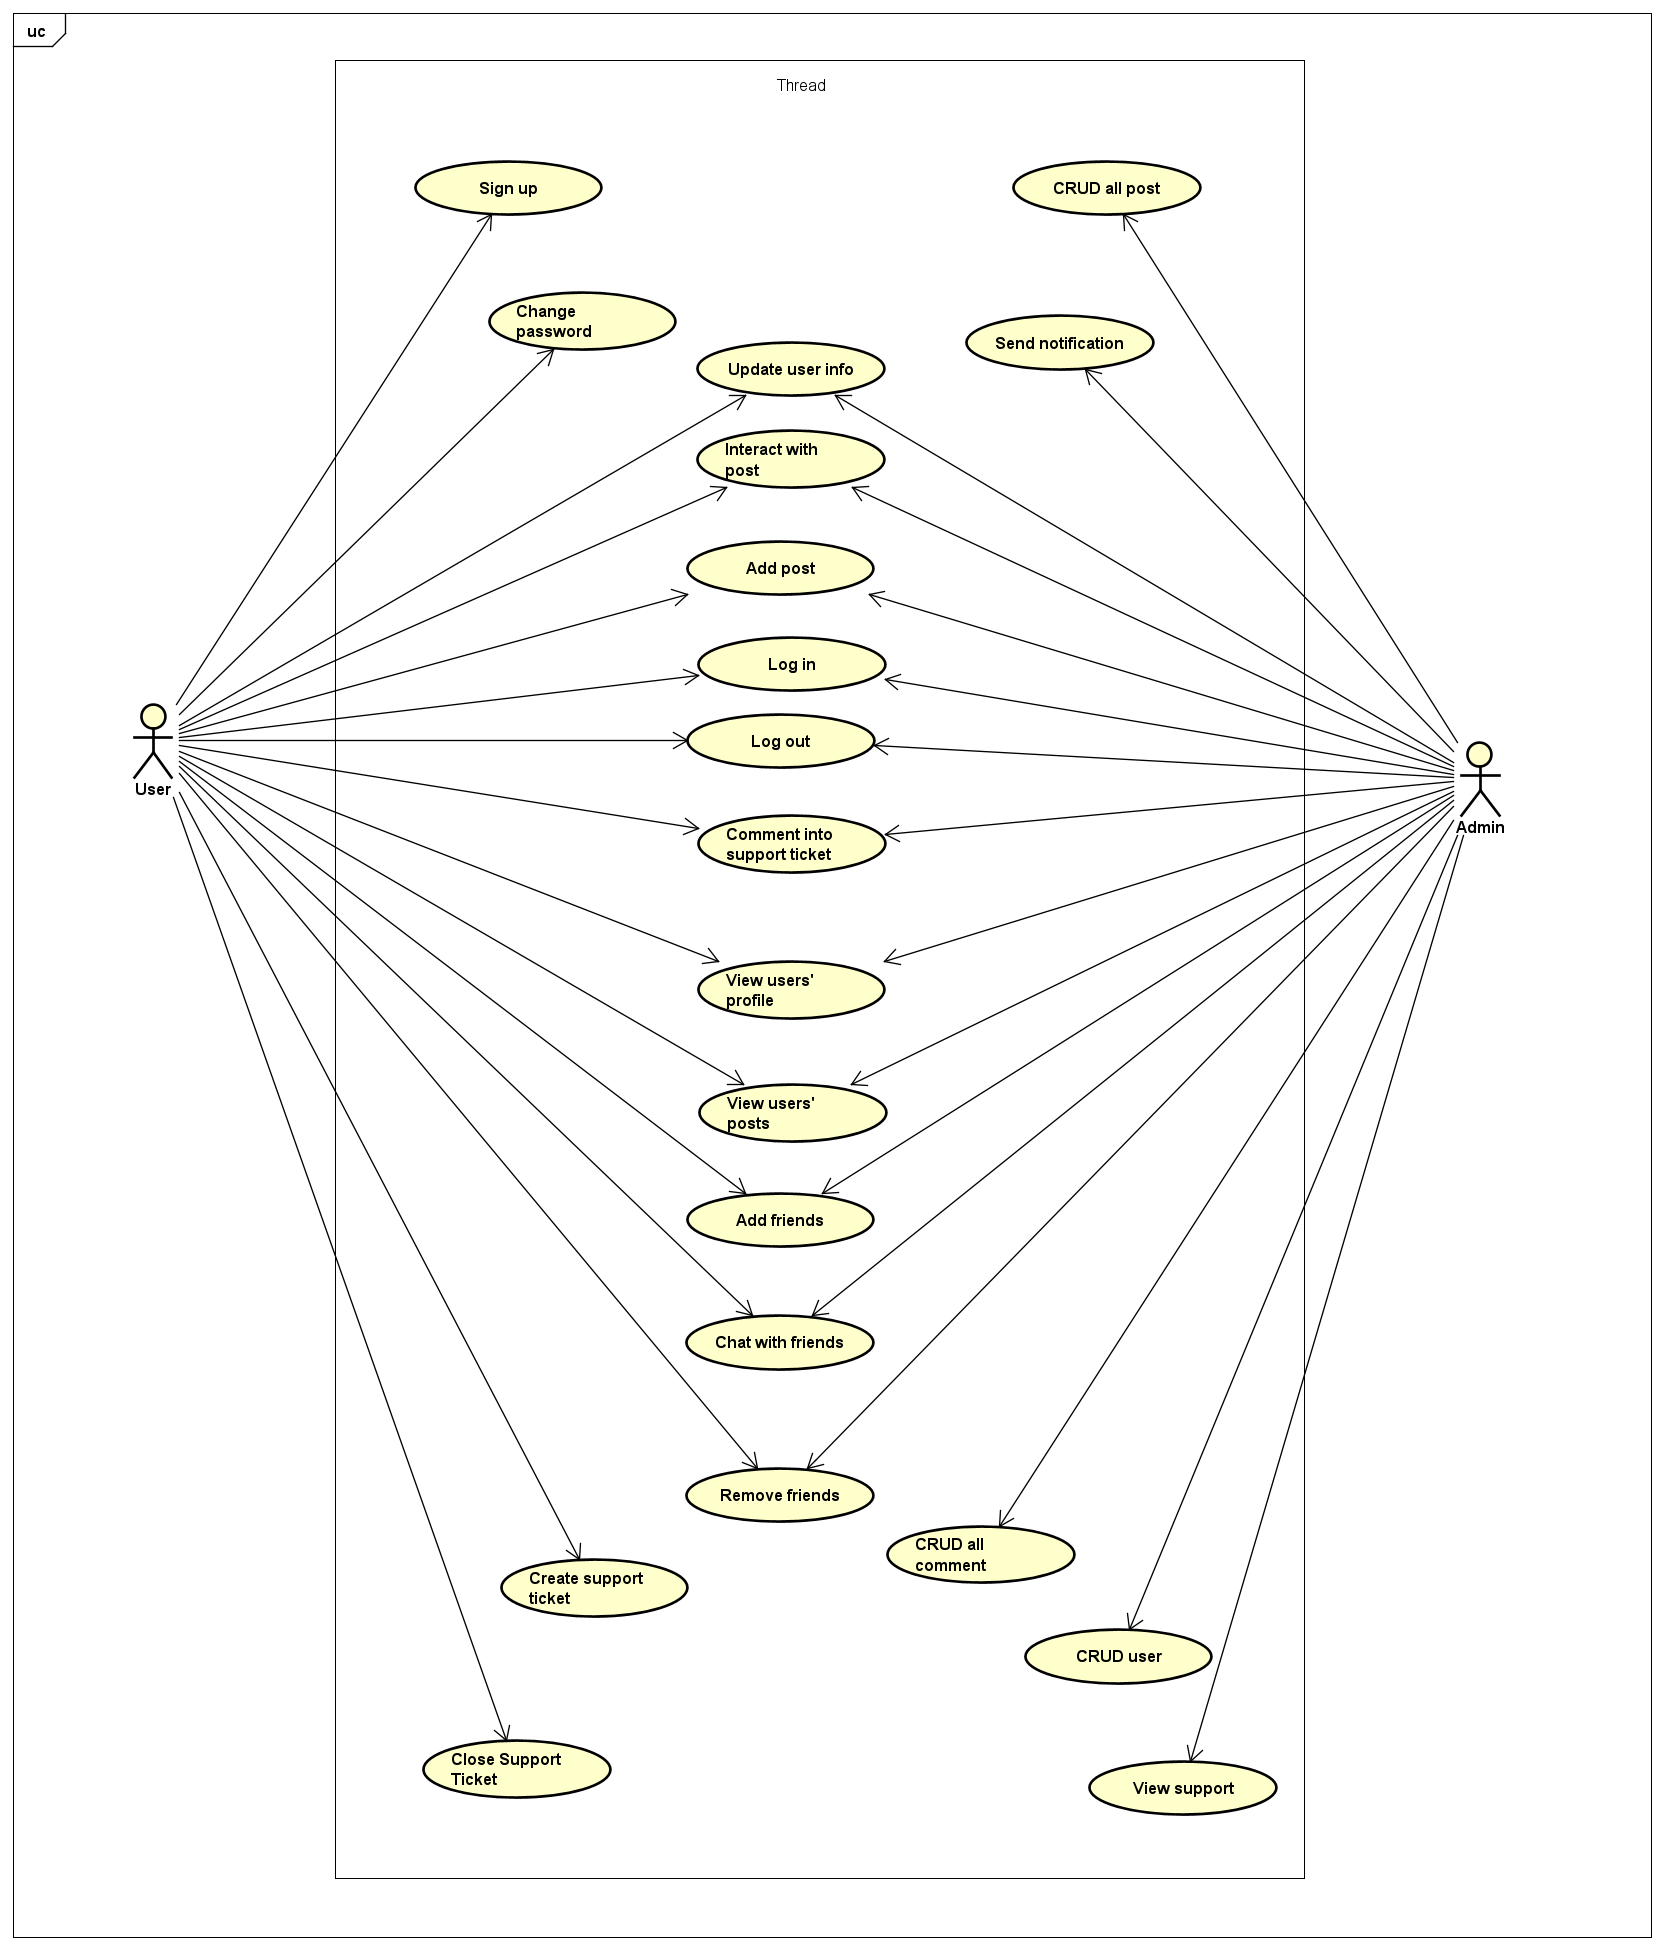 uc
Thread
Sign up
CRUD all post
Change
password
Send notification
Update user info
Interact with
post
Add post
Log in
Log out
User
Comment into
support ticket
Admin
View users'
profile
View users'
posts
Add friends
Chat with friends
Remove friends
CRUD all
comment
Create support
ticket
CRUD user
Close Support
Ticket
View support